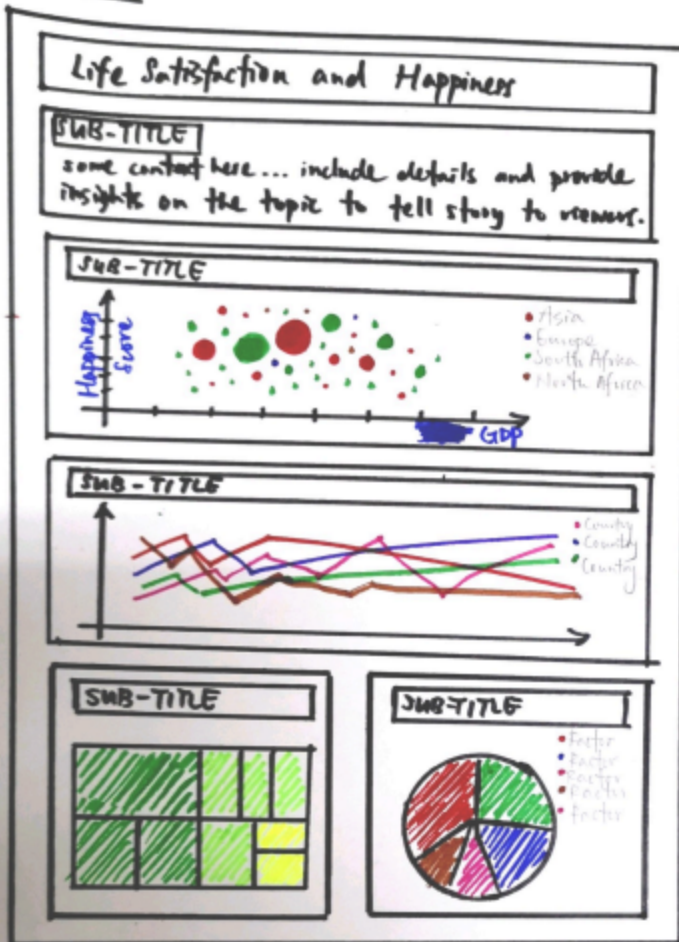 Life Satisfaction and Happiness
SUB-TITLE
some context here... include details and provide
insights on the topic to tell story to viewers.
SUB-TITLE
Happiness
Score
Asia
Europe
South Africa
North Africa
GDP
SUB-TITLE
Country
Country
Country
SUB-TITLE
SUB-TITLE
Factor
Factor
Factor
Factor
Factor